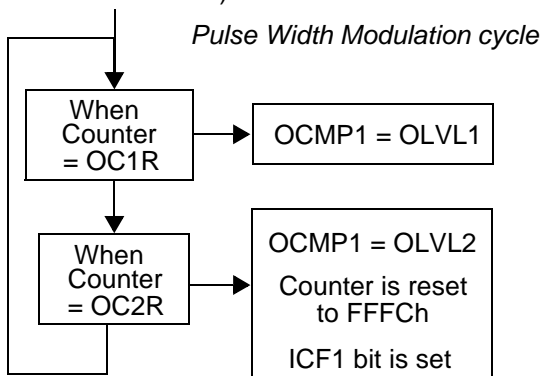 Pulse Width Modulation cycle
When
Counter
= OC1R
OCMP1 = OLVL1
When
Counter
= OC2R
OCMP1 = OLVL2
Counter is reset
to FFFCh
ICF1 bit is set